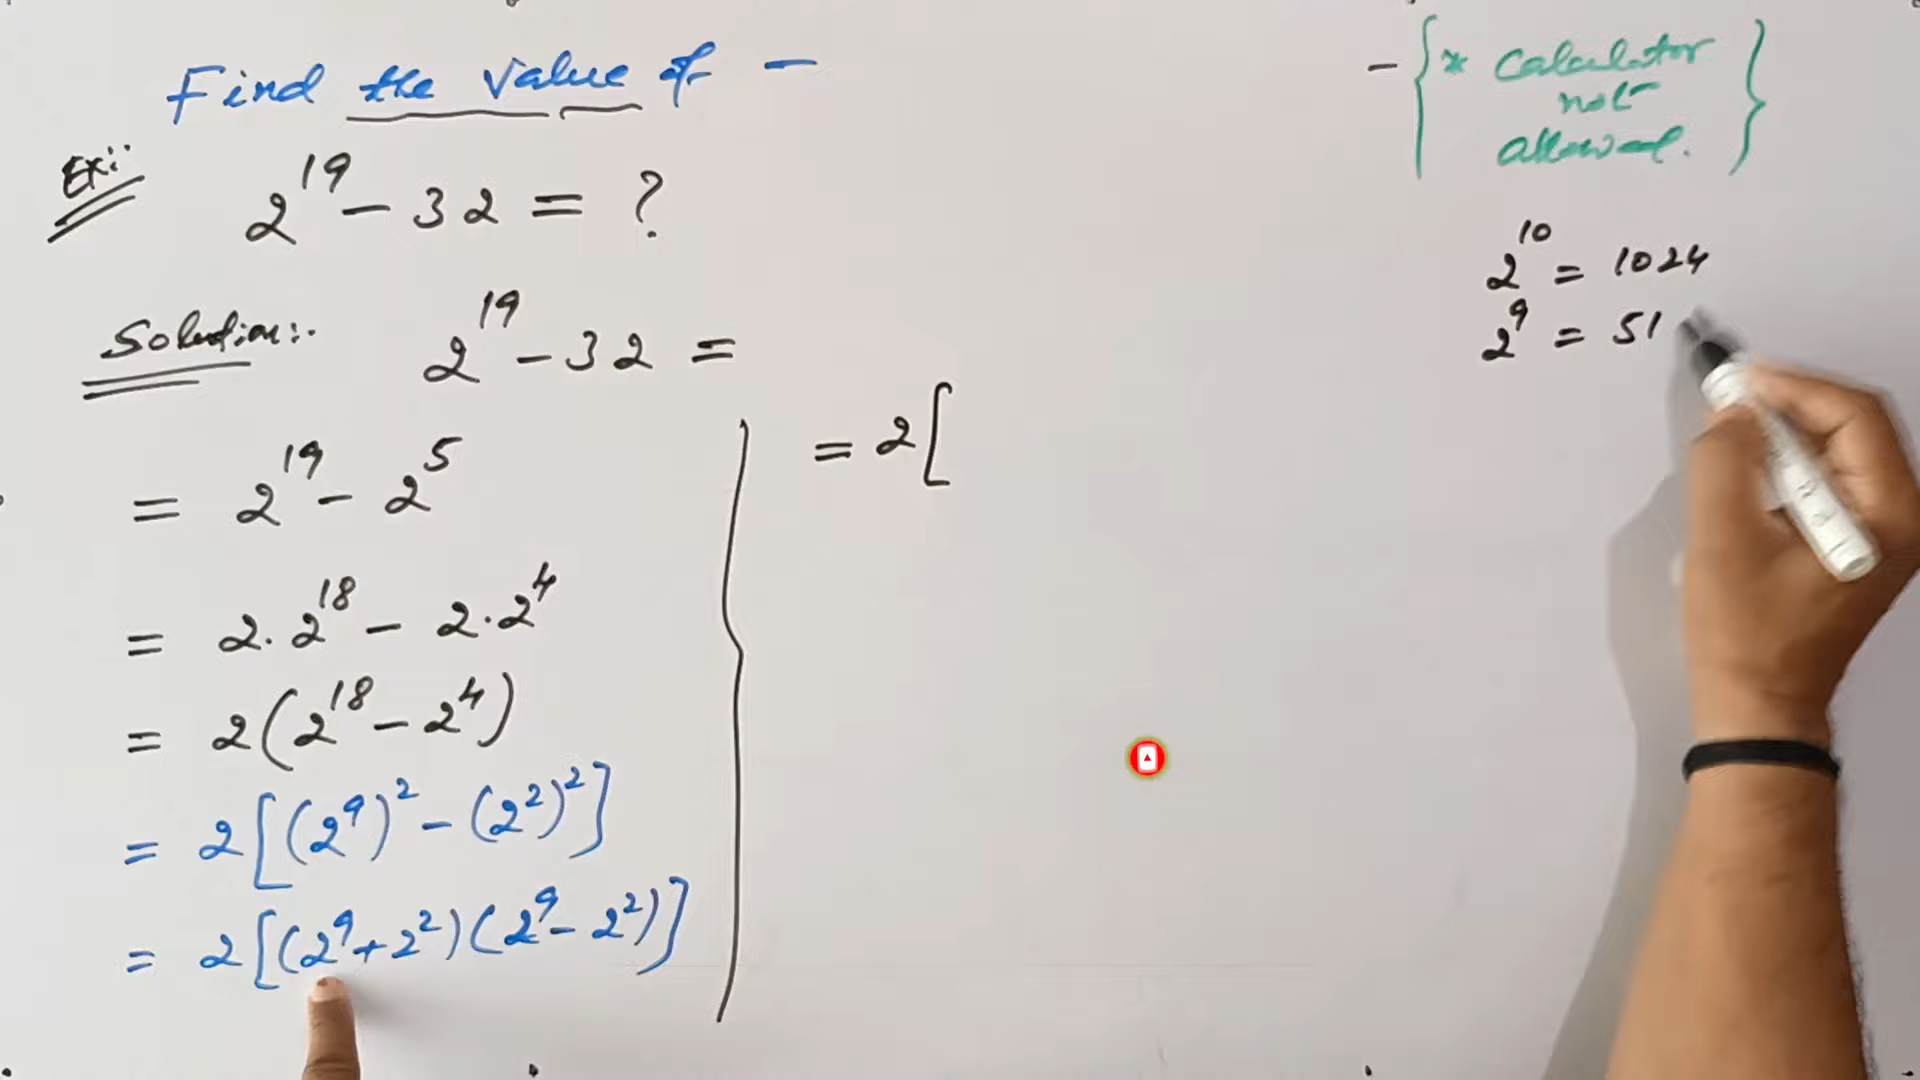 Find the value of -
- { * Calculator
not
allowed. }
Ex:- 2^19 - 32 = ?
Solution:- 2^19 - 32 =
= 2^19 - 2^5
= 2·2^18 - 2·2^4
= 2(2^18 - 2^4)
= 2[(2^9)^2 - (2^2)^2]
= 2[(2^9 + 2^2)(2^9 - 2^2)]
= 2[
2^10 = 1024
2^9 = 51